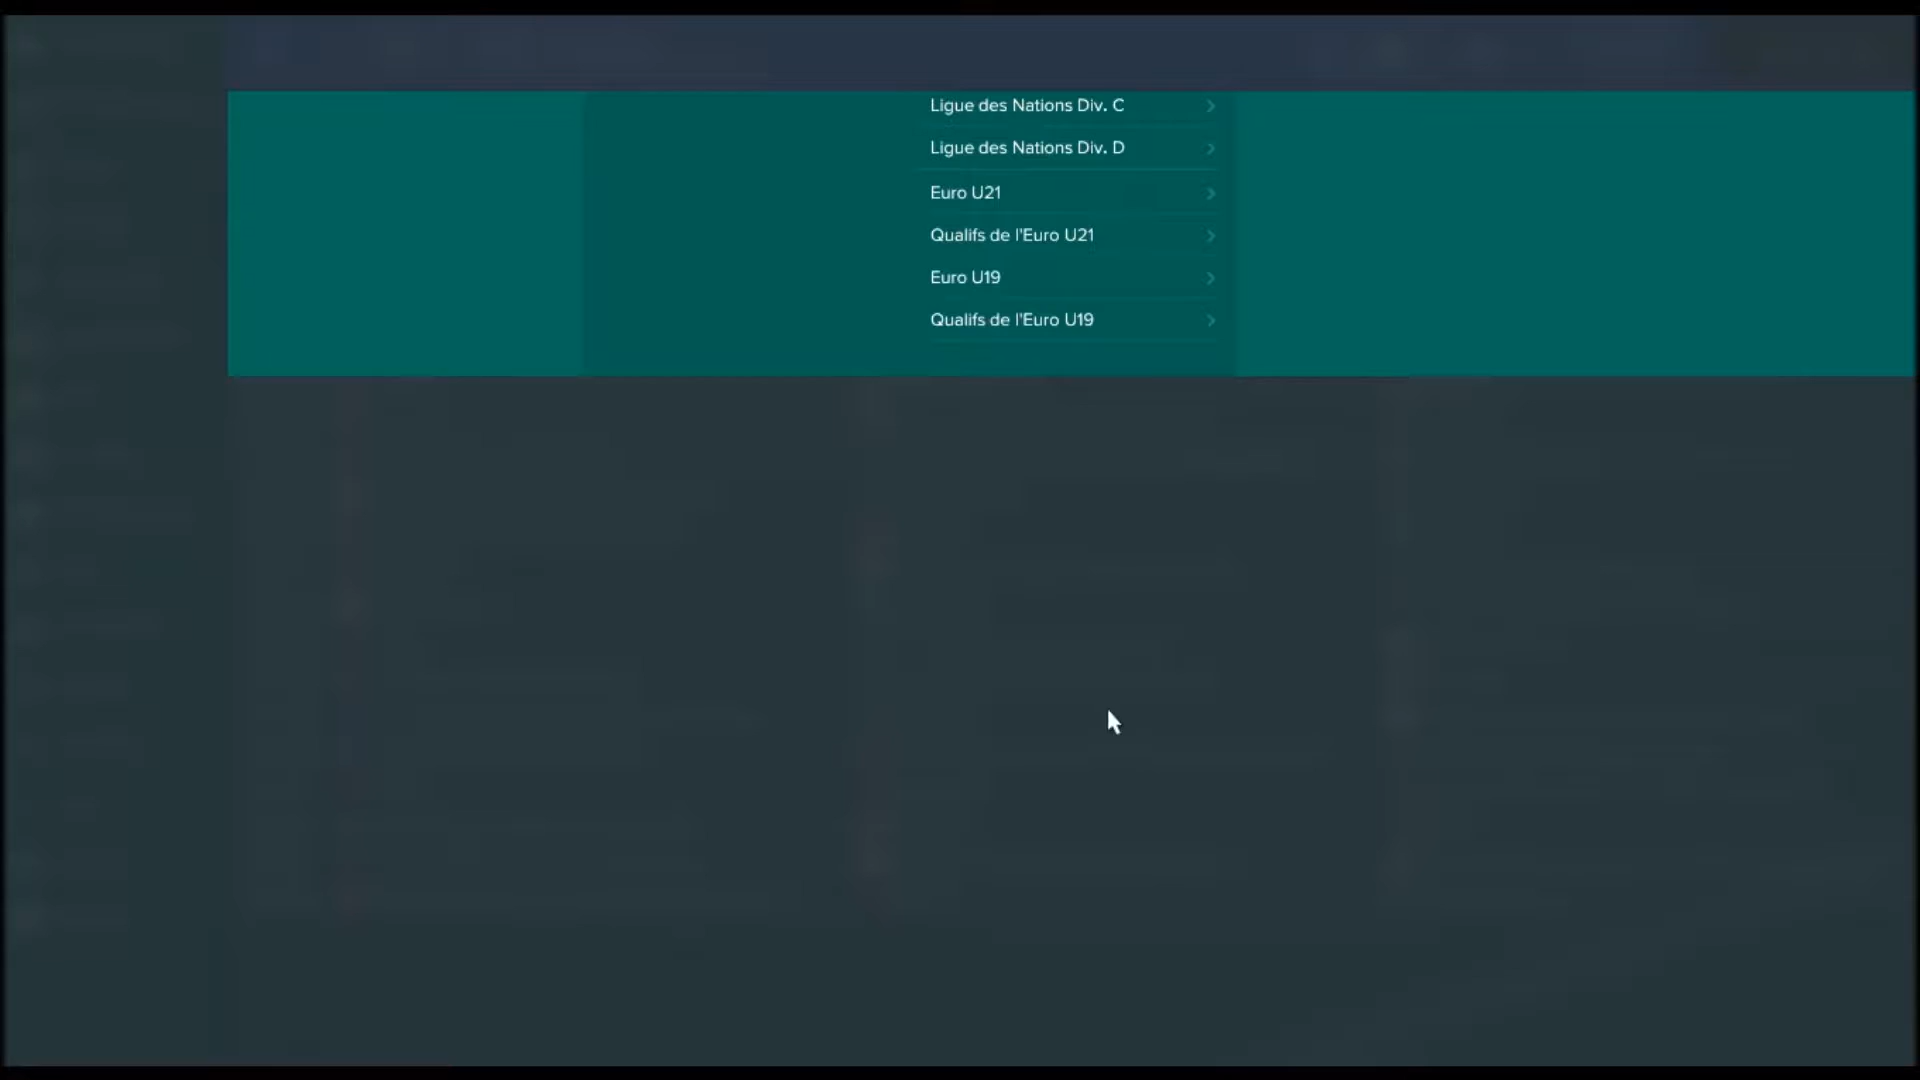 Ligue des Nations Div. C
Ligue des Nations Div. D
Euro U21
Qualifs de l'Euro U21
Euro U19
Qualifs de l'Euro U19